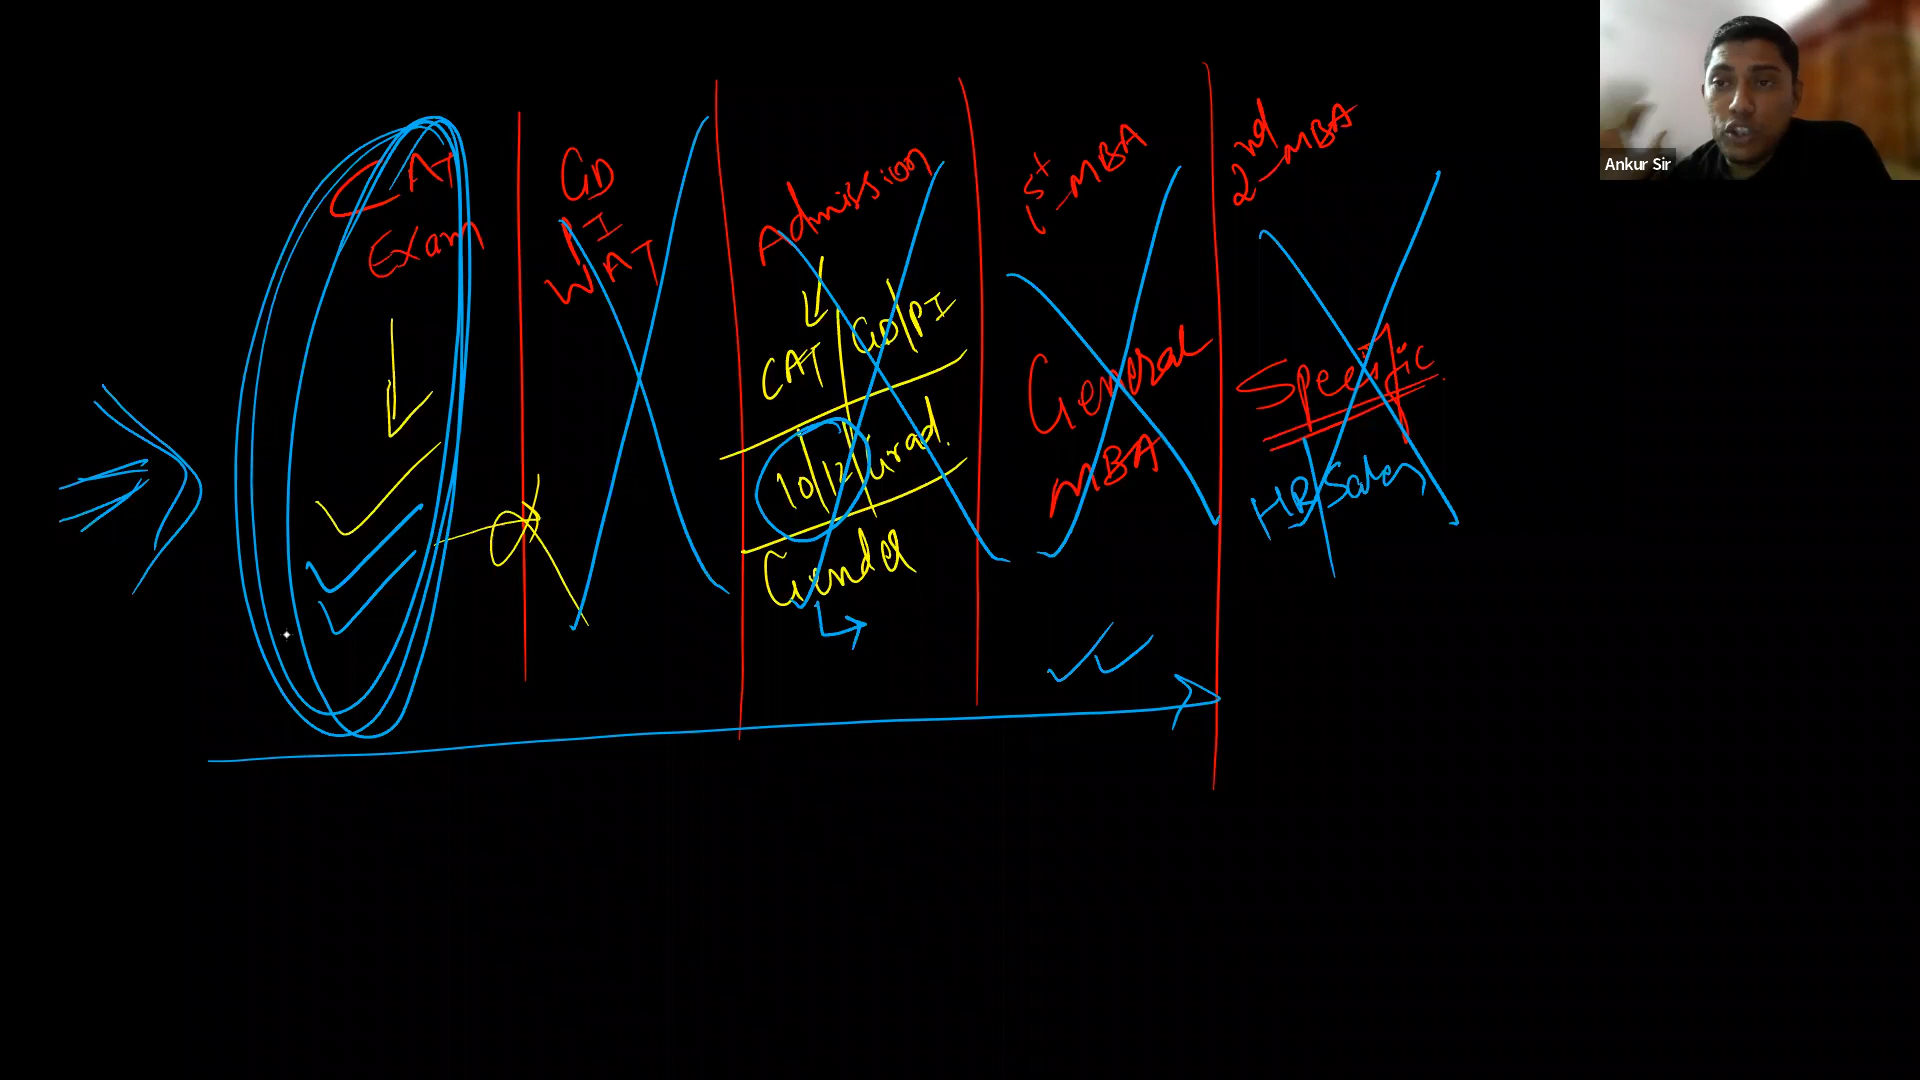 CAT
Exam
GD
PI
WAT
Admission
CAT GD/PI
10/12/Grad.
Gender
1st MBA
General
MBA
2nd MBA
Specific
HR Sales
Ankur Sir